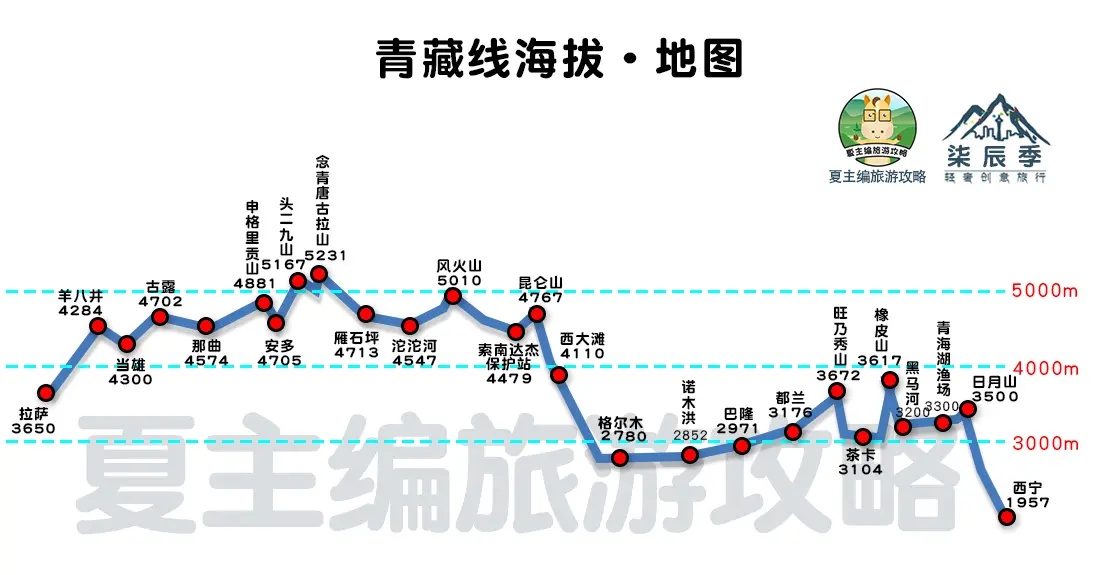 青藏线海拔·地图
夏主编旅游攻略
夏主编旅游攻略
柒辰季
轻奢创意旅行
拉萨
3650
羊八井
4284
当雄
4300
古露
4702
那曲
4574
申格里贡山
4881
安多
4705
头二九山
5167
念青唐古拉山
5231
雁石坪
4713
沱沱河
4547
风火山
5010
索南达杰
保护站
4479
昆仑山
4767
西大滩
4110
格尔木
2780
诺木洪
2852
巴隆
2971
都兰
3176
旺乃秀山
3672
茶卡
3104
橡皮山
3617
黑马河
3200
青海湖渔场
3300
日月山
3500
西宁
1957
5000m
4000m
3000m
夏主编旅游攻略